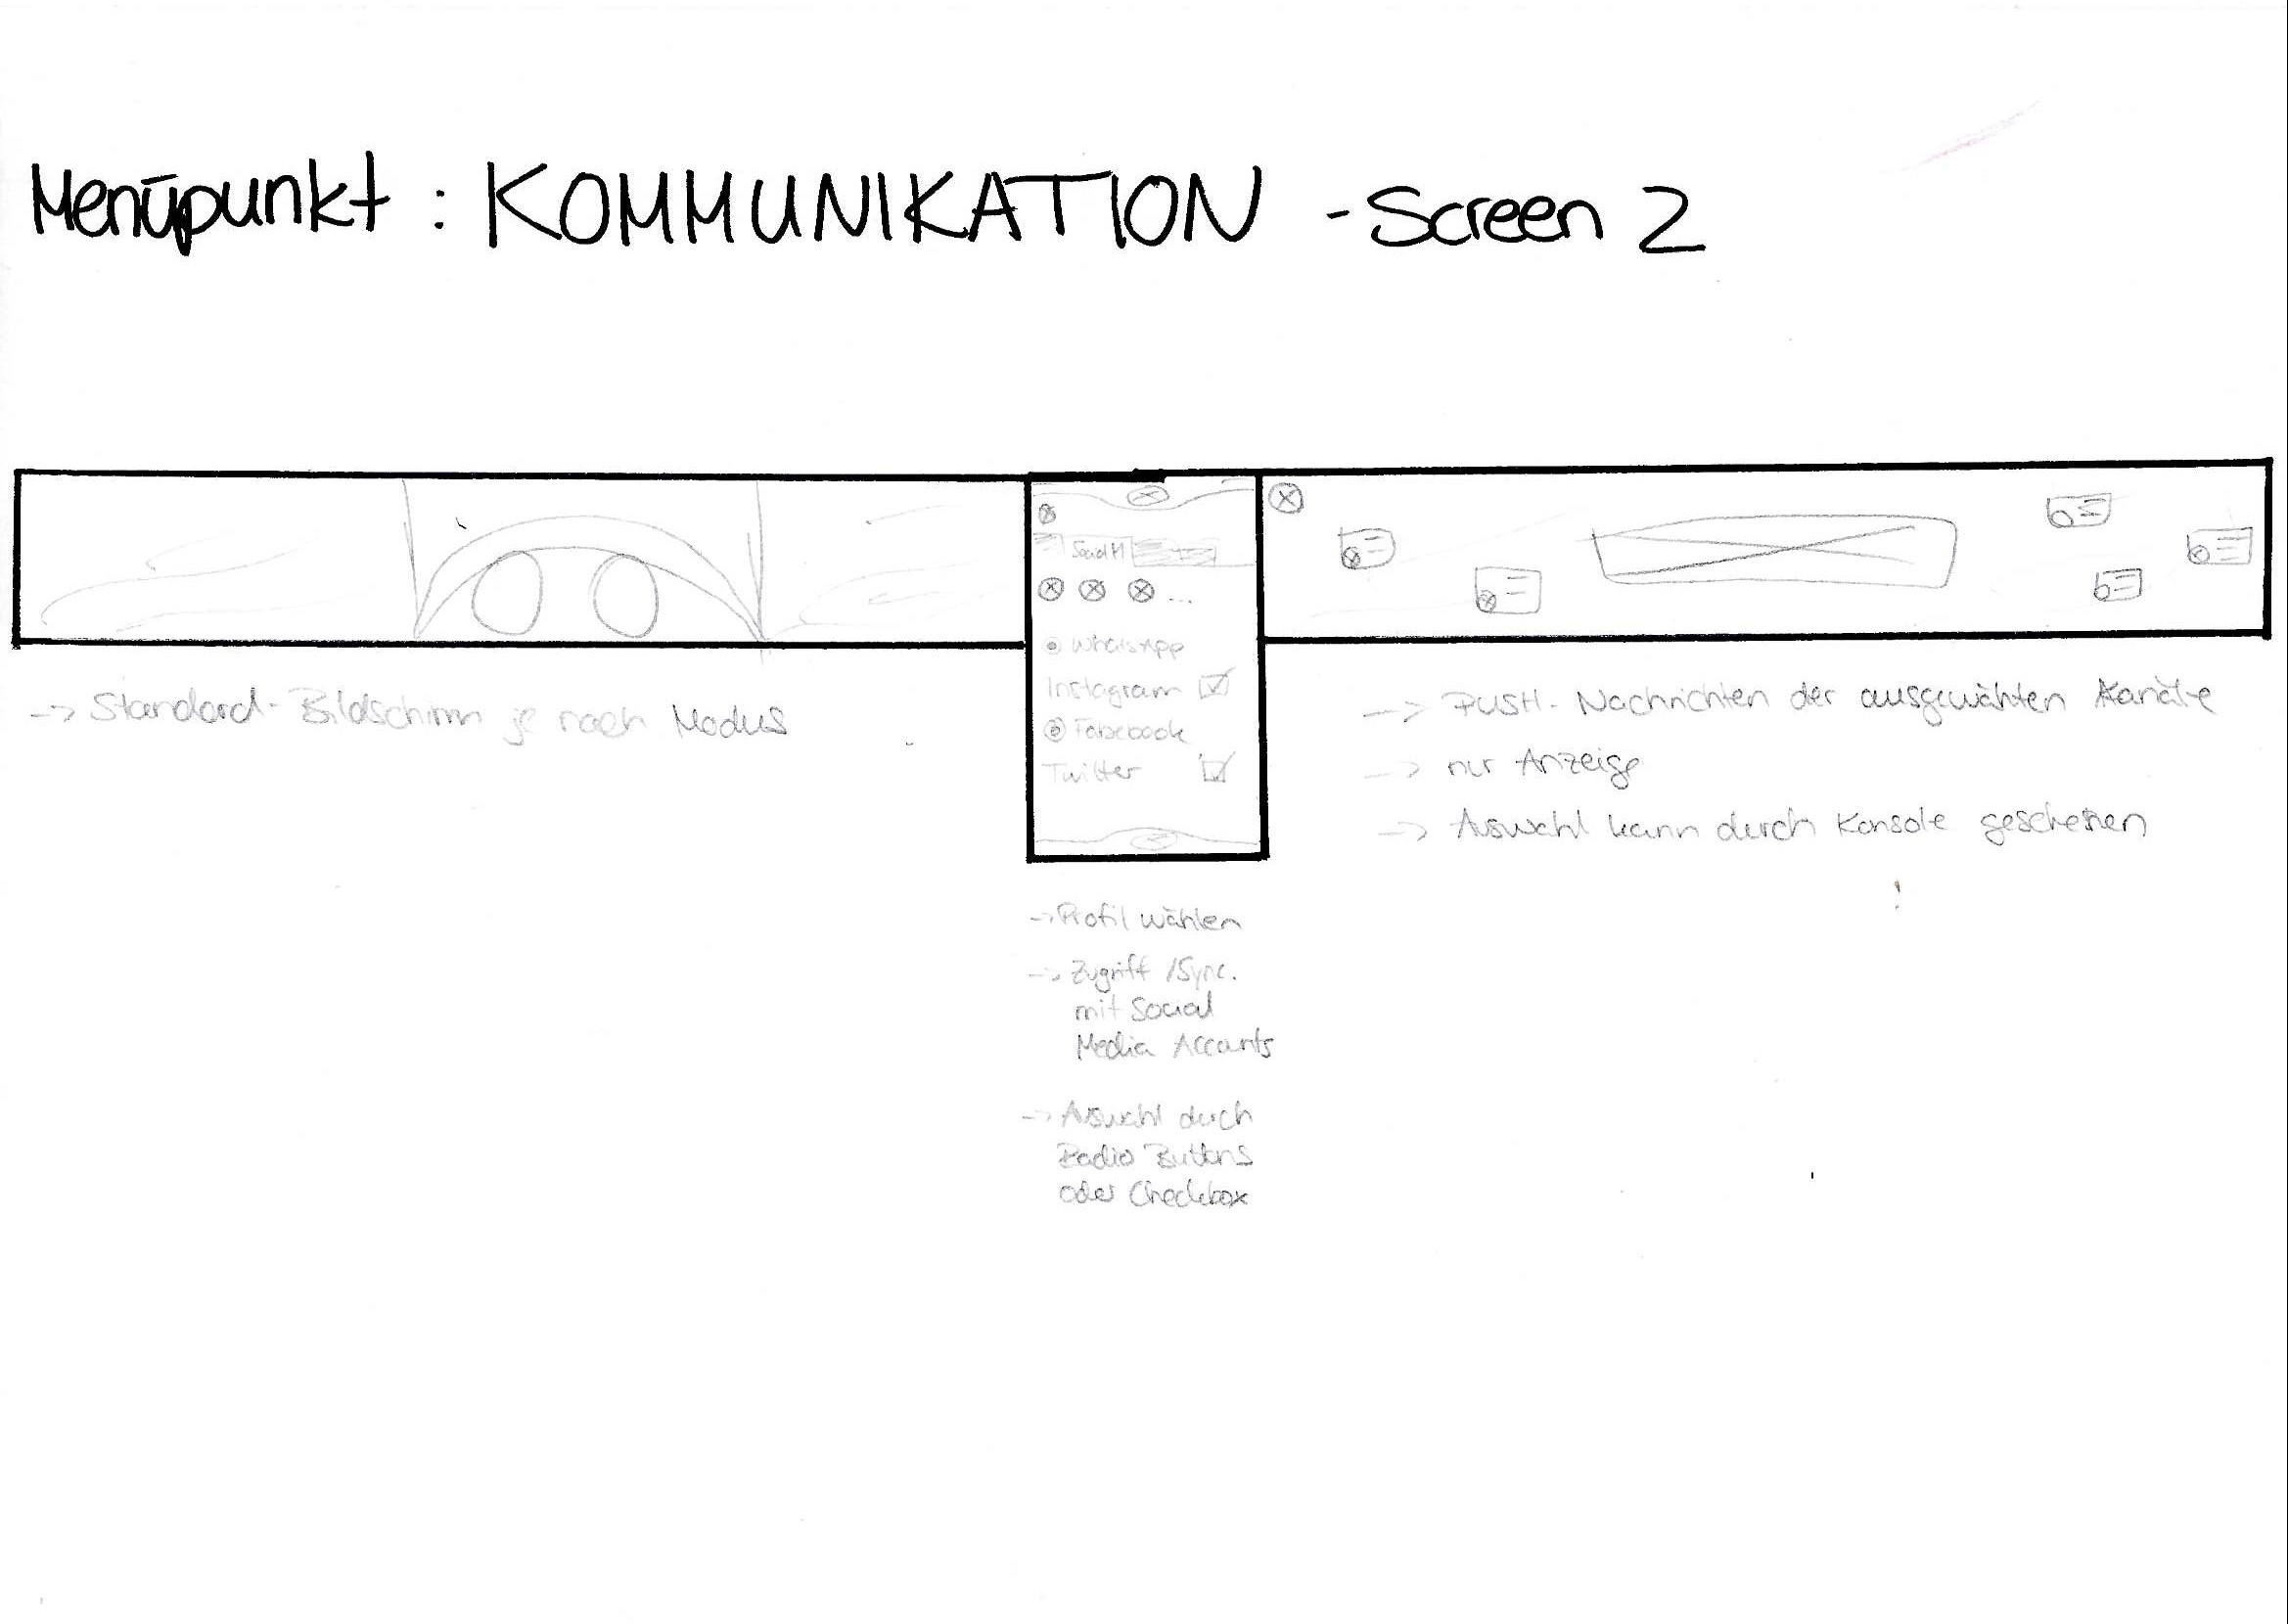 Menüpunkt : KOMMUNIKATION - Screen 2
Social M
...
WhatsApp
Instagram
Facebook
Twitter
-> Standard-Bildschirm je nach Modus
-> PUSH-Nachrichten der ausgewählten Kanäle
-> nur Anzeige
-> Auswahl kann durch Konsole geschehen
-> Profil wählen
-> Zugriff /Sync.
mit Social
Media Accounts
-> Auswahl durch
Radio Buttons
oder Checkbox